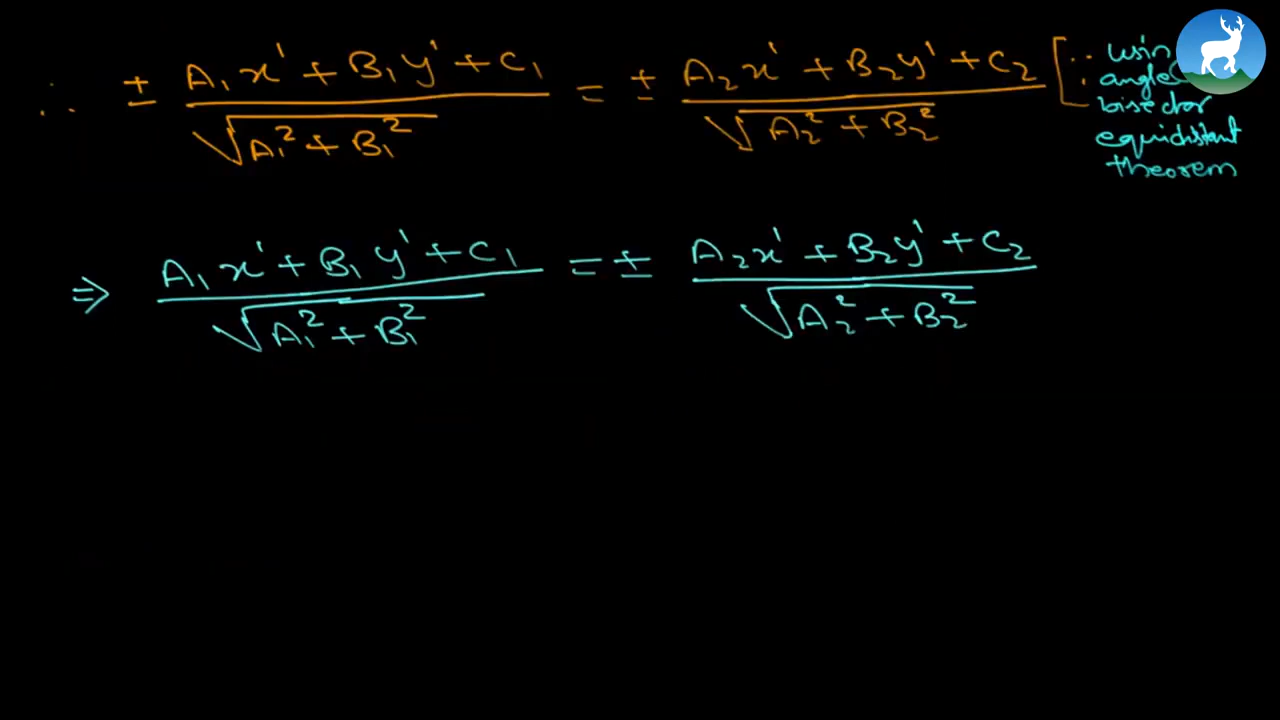 ∴ ± (A₁x' + B₁y' + C₁)/√(A₁² + B₁²) = ± (A₂x' + B₂y' + C₂)/√(A₂² + B₂²) [∵
angle
bisector
equidistant
theorem
⇒ (A₁x' + B₁y' + C₁)/√(A₁² + B₁²) = ± (A₂x' + B₂y' + C₂)/√(A₂² + B₂²)